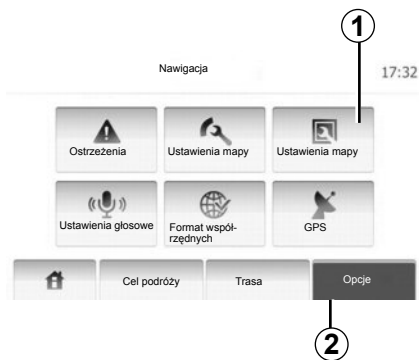 1
Nawigacja
17:32
Ostrzeżenia
Ustawienia mapy
Ustawienia mapy
Ustawienia głosowe
Format współ-
rzędnych
GPS
Cel podróży
Trasa
Opcje
2